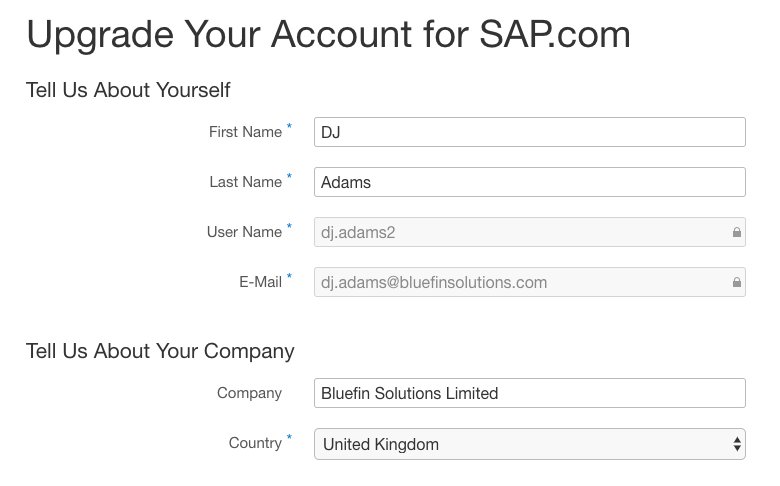 Upgrade Your Account for SAP.com
Tell Us About Yourself
First Name * DJ
Last Name * Adams
User Name * dj.adams2
E-Mail * dj.adams@bluefinsolutions.com
Tell Us About Your Company
Company Bluefin Solutions Limited
Country * United Kingdom